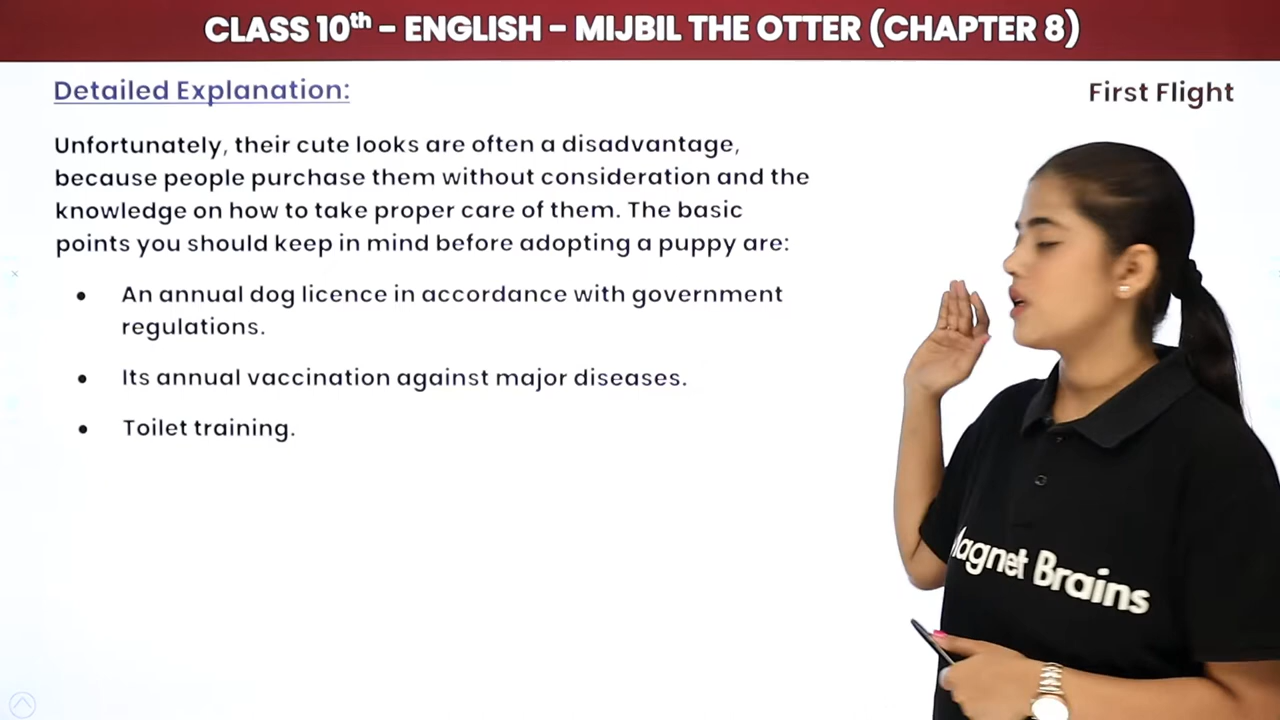 CLASS 10th - ENGLISH - MIJBIL THE OTTER (CHAPTER 8)
Detailed Explanation:
First Flight
Unfortunately, their cute looks are often a disadvantage,
because people purchase them without consideration and the
knowledge on how to take proper care of them. The basic
points you should keep in mind before adopting a puppy are:
• An annual dog licence in accordance with government
regulations.
• Its annual vaccination against major diseases.
• Toilet training.
Magnet Brains